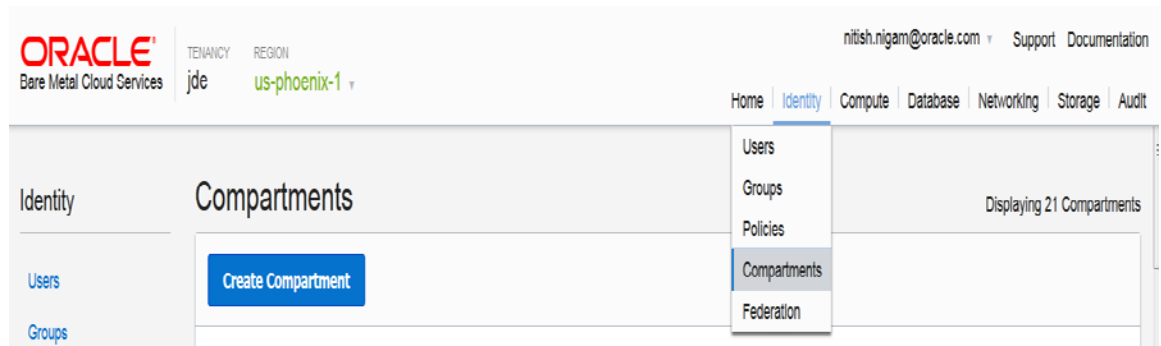 ORACLE®
Bare Metal Cloud Services
TENANCY
jde
REGION
us-phoenix-1
nitish.nigam@oracle.com Support Documentation
Home Identity Compute Database Networking Storage Audit
Users
Groups
Policies
Compartments
Federation
Identity
Users
Groups
Compartments
Displaying 21 Compartments
Create Compartment